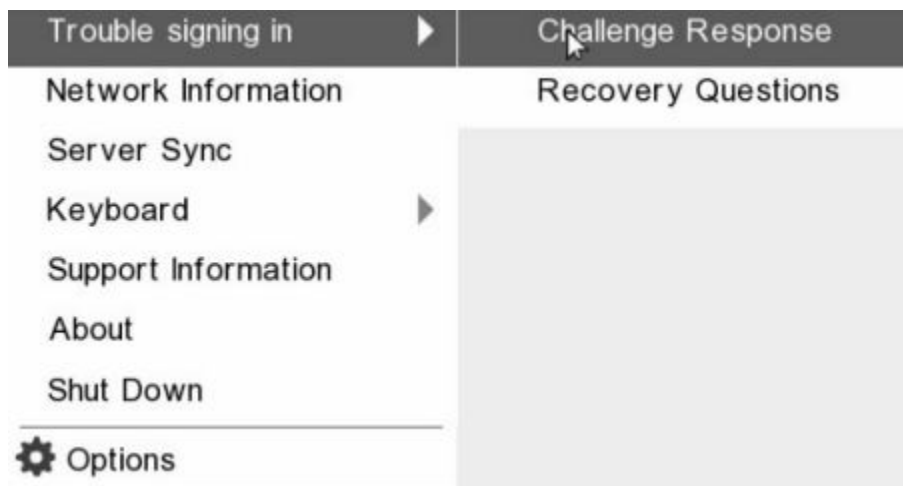 Trouble signing in
Challenge Response
Network Information
Recovery Questions
Server Sync
Keyboard
Support Information
About
Shut Down
Options